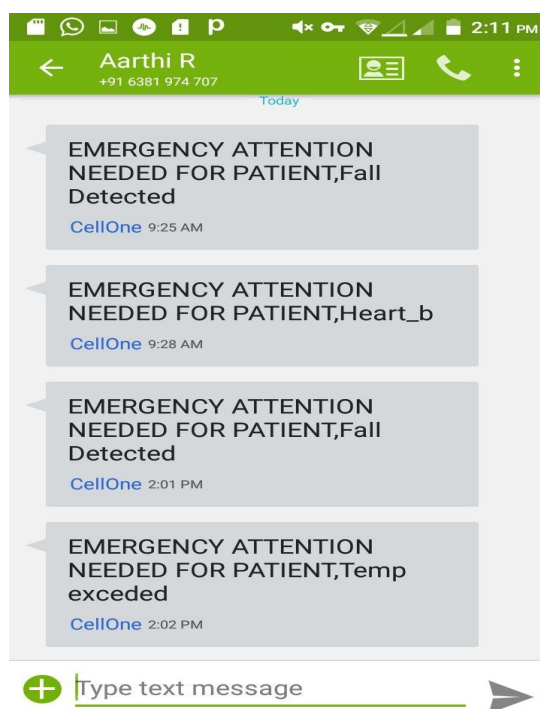 2:11 PM
Aarthi R
+91 6381 974 707
Today
EMERGENCY ATTENTION
NEEDED FOR PATIENT,Fall
Detected
CellOne 9:25 AM
EMERGENCY ATTENTION
NEEDED FOR PATIENT,Heart_b
CellOne 9:28 AM
EMERGENCY ATTENTION
NEEDED FOR PATIENT,Fall
Detected
CellOne 2:01 PM
EMERGENCY ATTENTION
NEEDED FOR PATIENT,Temp
exceded
CellOne 2:02 PM
Type text message